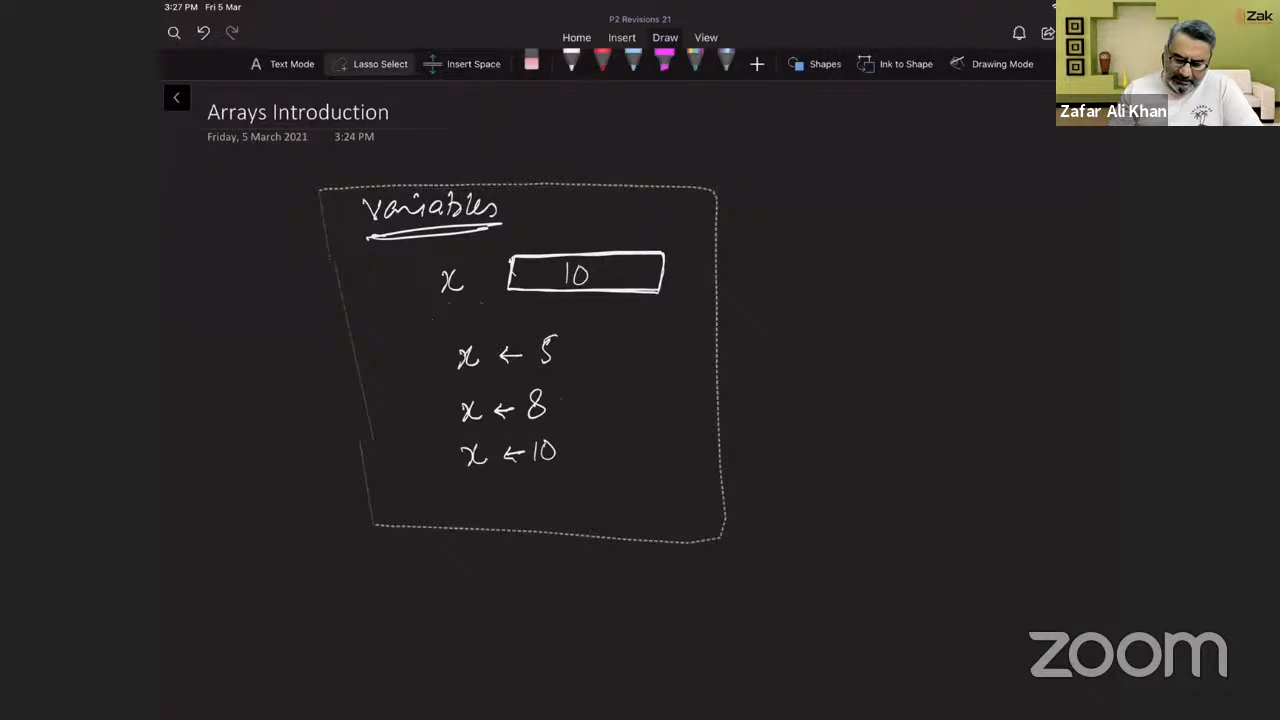 3:27 PM Fri 5 Mar
P2 Revisions 21
Home Insert Draw View
Text Mode Lasso Select Insert Space Shapes Ink to Shape Drawing Mode
Zak
Zafar Ali Khan
Arrays Introduction
Friday, 5 March 2021 3:24 PM
Variables
x 10
x ← 5
x ← 8
x ← 10
zoom